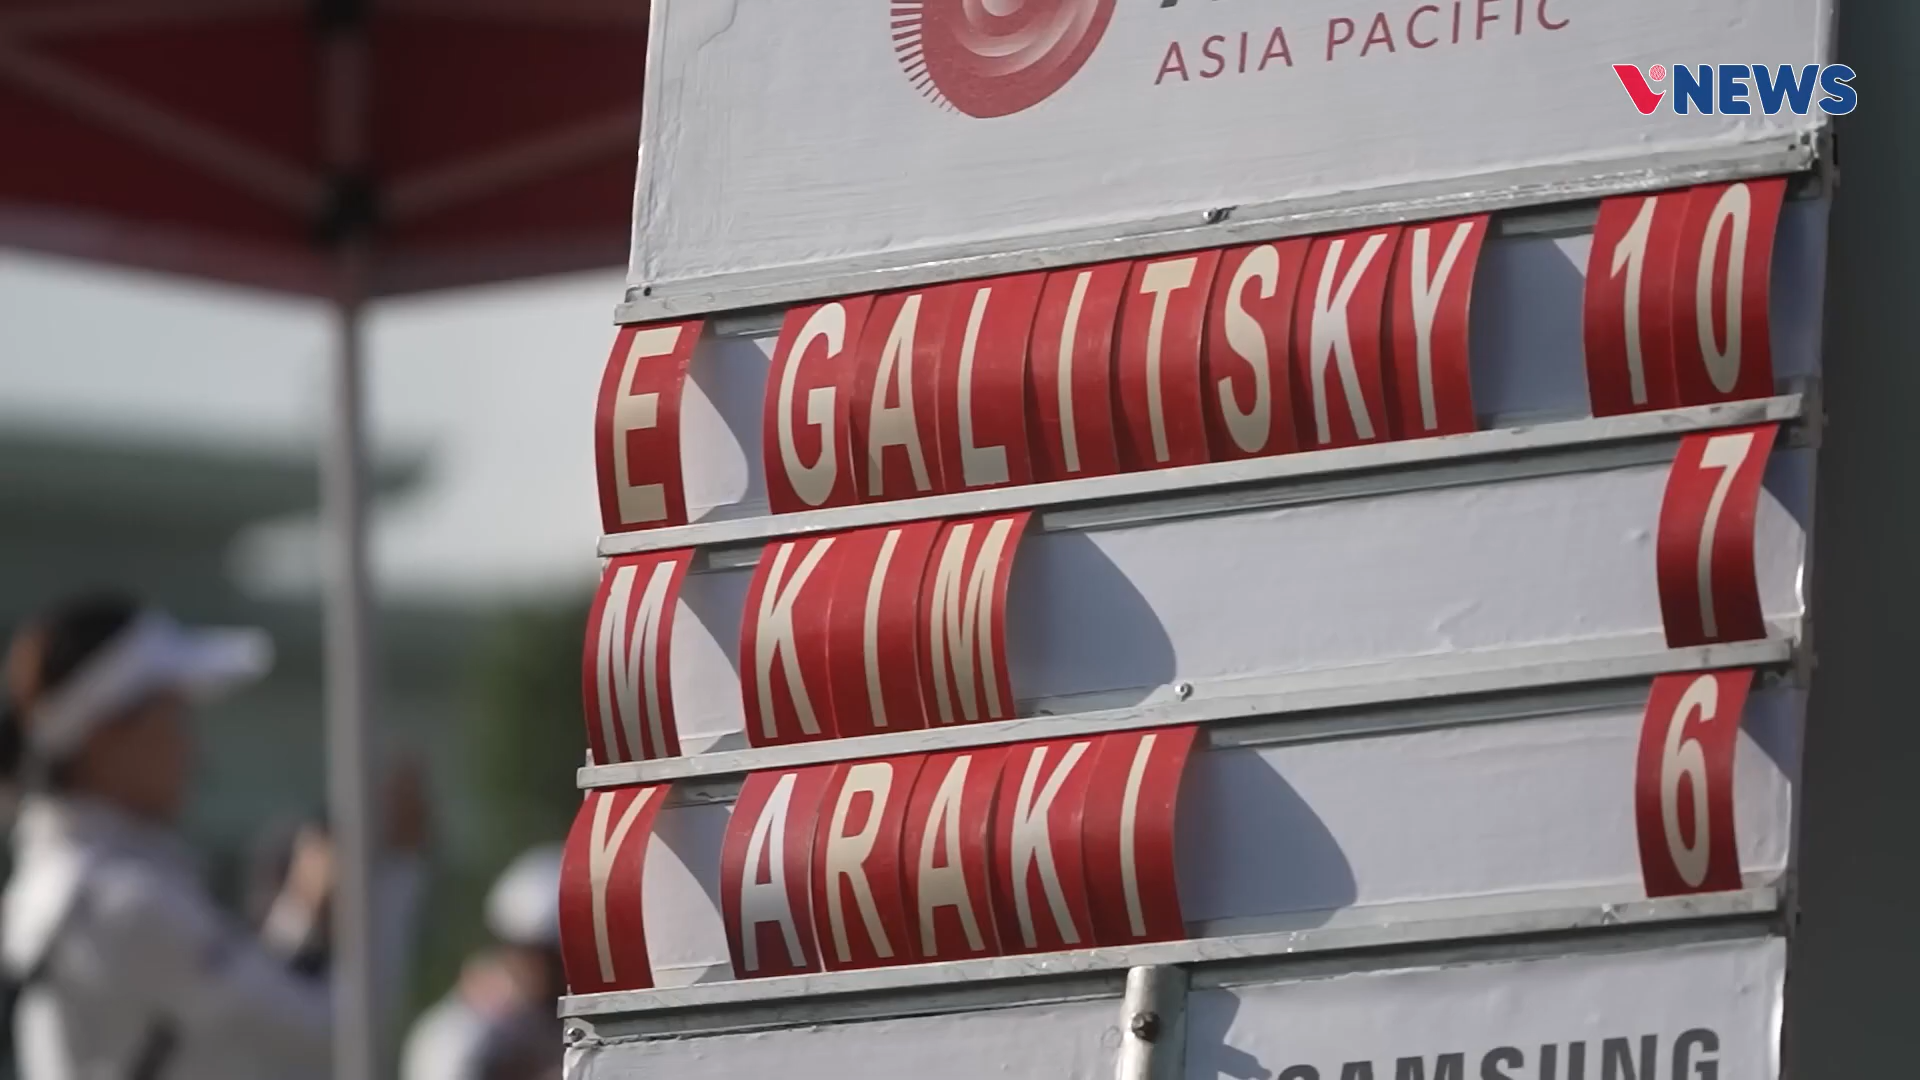 ASIA PACIFIC
VNEWS
E GALITSKY 10
M KIM 7
Y ARAKI 6
SAMSUNG